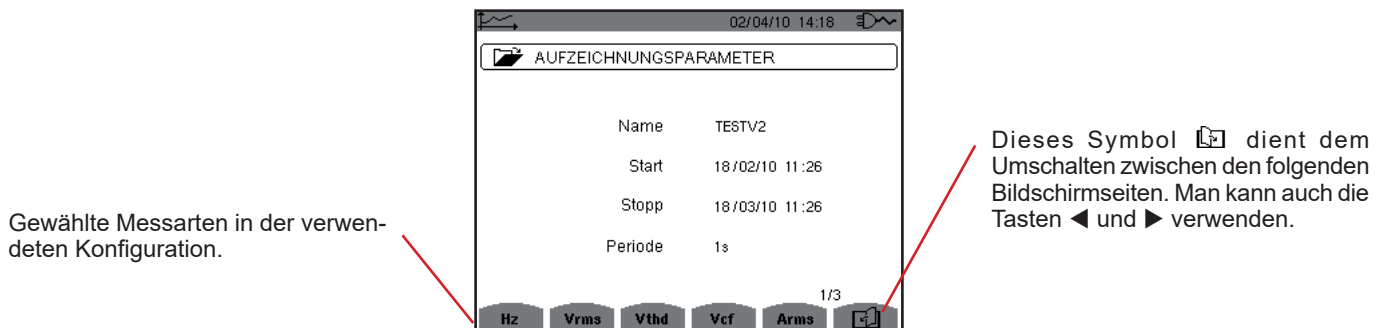 02/04/10 14:18
AUFZEICHNUNGSPARAMETER
Name TESTV2
Start 18/02/10 11:26
Stopp 18/03/10 11:26
Periode 1s
1/3
Hz Vrms Vthd Vcf Arms
Gewählte Messarten in der verwen-
deten Konfiguration.
Dieses Symbol dient dem
Umschalten zwischen den folgenden
Bildschirmseiten. Man kann auch die
Tasten ◄ und ► verwenden.